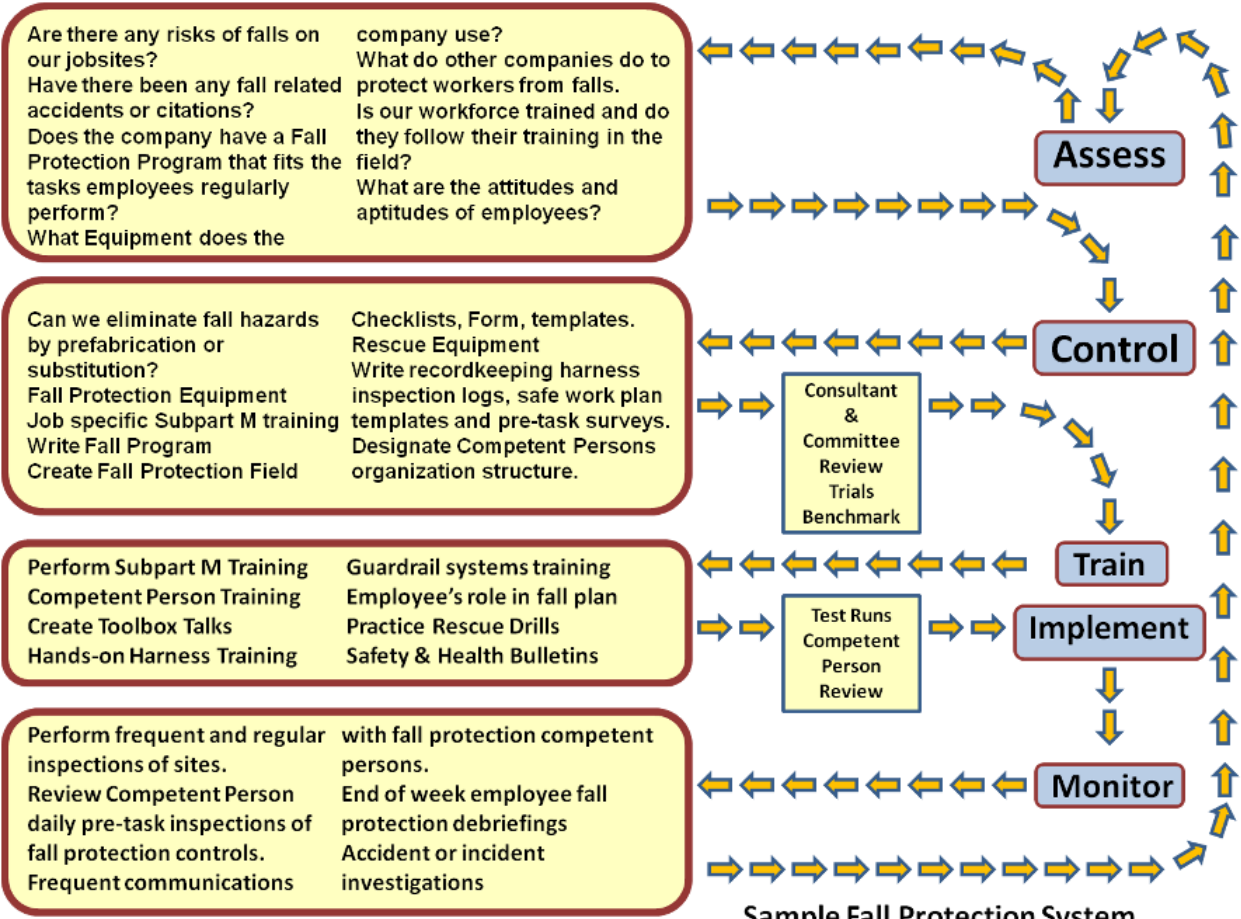 Are there any risks of falls on
our jobsites?
Have there been any fall related
accidents or citations?
Does the company have a Fall
Protection Program that fits the
tasks employees regularly
perform?
What Equipment does the
company use?
What do other companies do to
protect workers from falls.
Is our workforce trained and do
they follow their training in the
field?
What are the attitudes and
aptitudes of employees?
Assess
Can we eliminate fall hazards
by prefabrication or
substitution?
Fall Protection Equipment
Job specific Subpart M training
Write Fall Program
Create Fall Protection Field
Checklists, Form, templates.
Rescue Equipment
Write recordkeeping harness
inspection logs, safe work plan
templates and pre-task surveys.
Designate Competent Persons
organization structure.
Control
Consultant
&
Committee
Review
Trials
Benchmark
Perform Subpart M Training
Competent Person Training
Create Toolbox Talks
Hands-on Harness Training
Guardrail systems training
Employee's role in fall plan
Practice Rescue Drills
Safety & Health Bulletins
Train
Test Runs
Competent
Person
Review
Implement
Perform frequent and regular
inspections of sites.
Review Competent Person
daily pre-task inspections of
fall protection controls.
Frequent communications
with fall protection competent
persons.
End of week employee fall
protection debriefings
Accident or incident
investigations
Monitor
Sample Fall Protection System